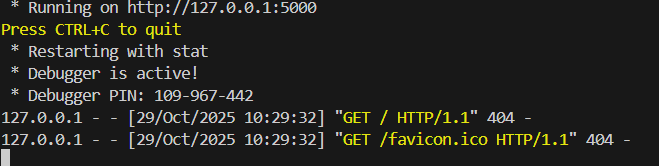 * Running on http://127.0.0.1:5000
Press CTRL+C to quit
* Restarting with stat
* Debugger is active!
* Debugger PIN: 109-967-442
127.0.0.1 - - [29/Oct/2025 10:29:32] "GET / HTTP/1.1" 404 -
127.0.0.1 - - [29/Oct/2025 10:29:32] "GET /favicon.ico HTTP/1.1" 404 -